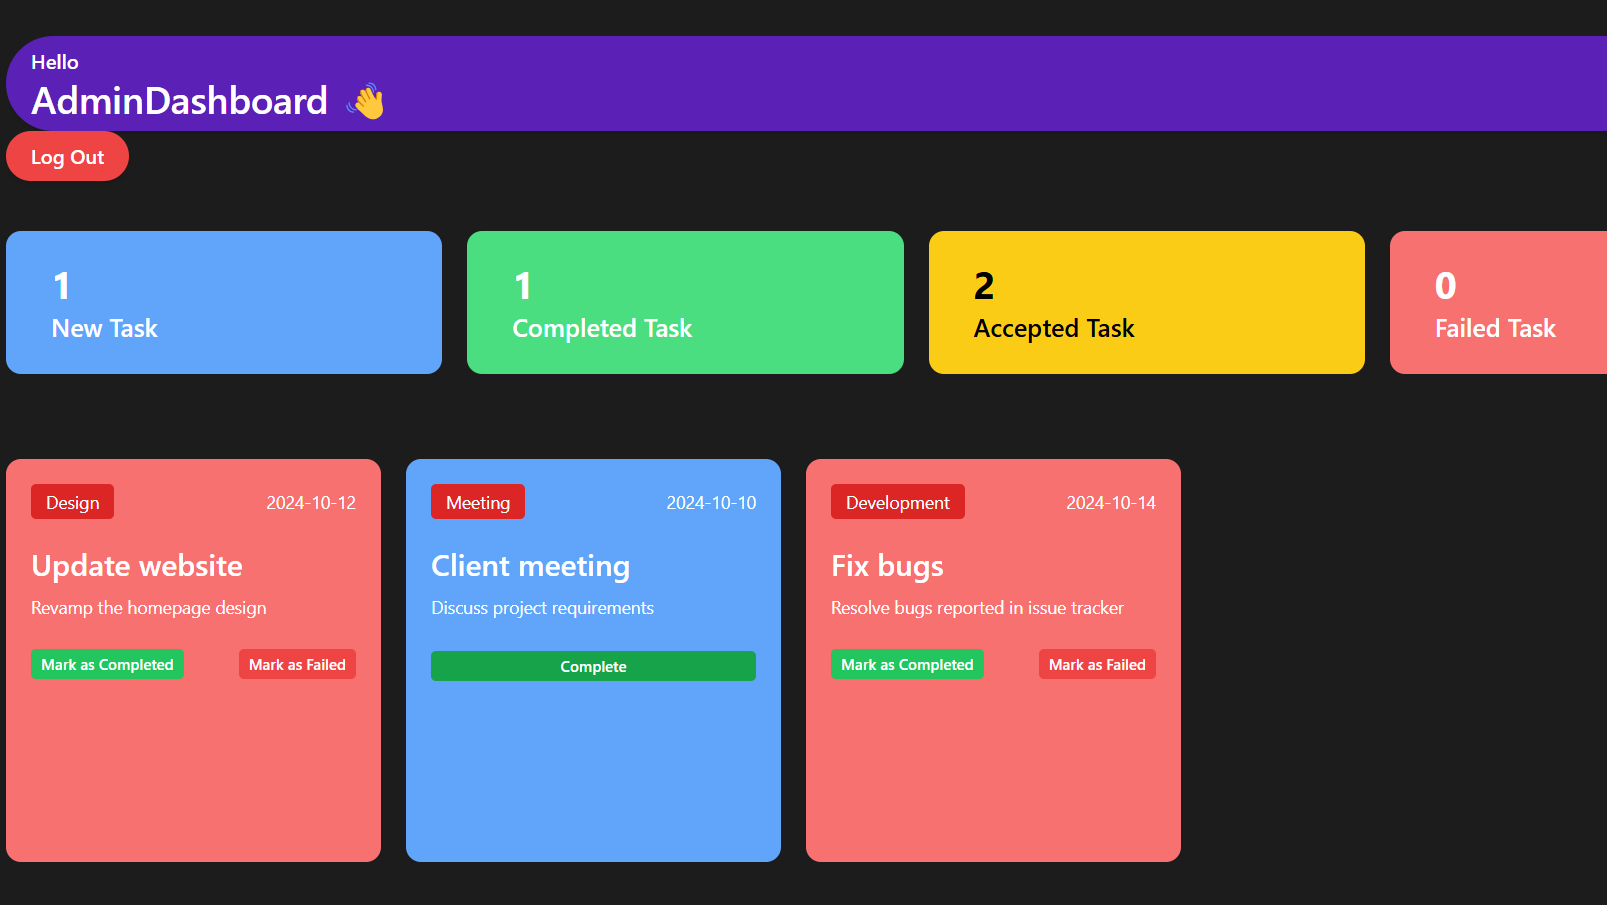 Hello
AdminDashboard 👋
Log Out
1
New Task
1
Completed Task
2
Accepted Task
0
Failed Task
Design 2024-10-12
Update website
Revamp the homepage design
Mark as Completed Mark as Failed
Meeting 2024-10-10
Client meeting
Discuss project requirements
Complete
Development 2024-10-14
Fix bugs
Resolve bugs reported in issue tracker
Mark as Completed Mark as Failed